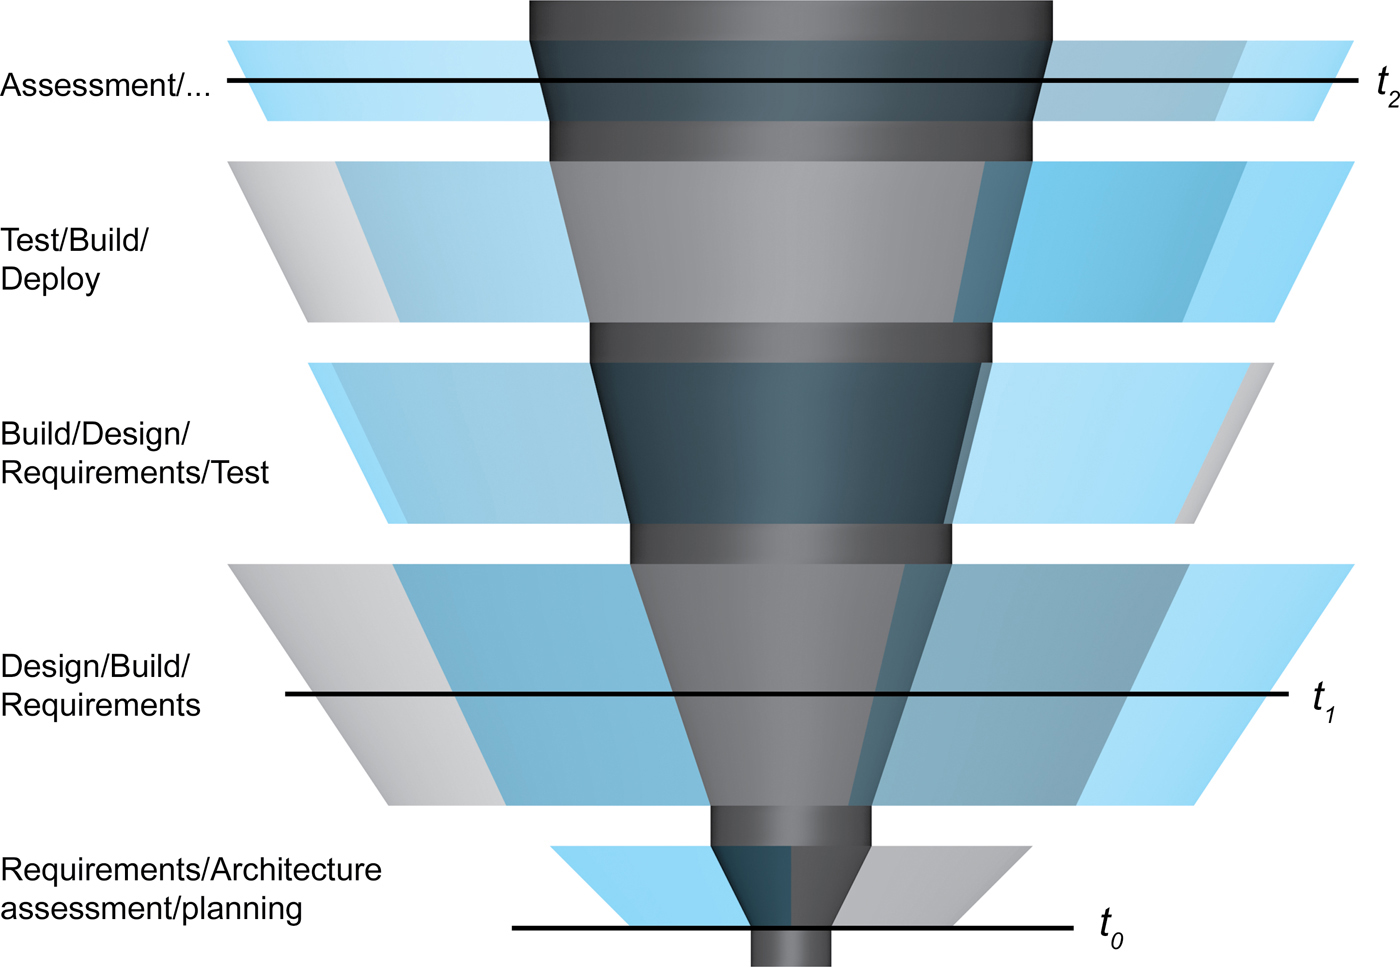 Assessment/...
t2
Test/Build/
Deploy
Build/Design/
Requirements/Test
Design/Build/
Requirements
t1
Requirements/Architecture
assessment/planning
t0